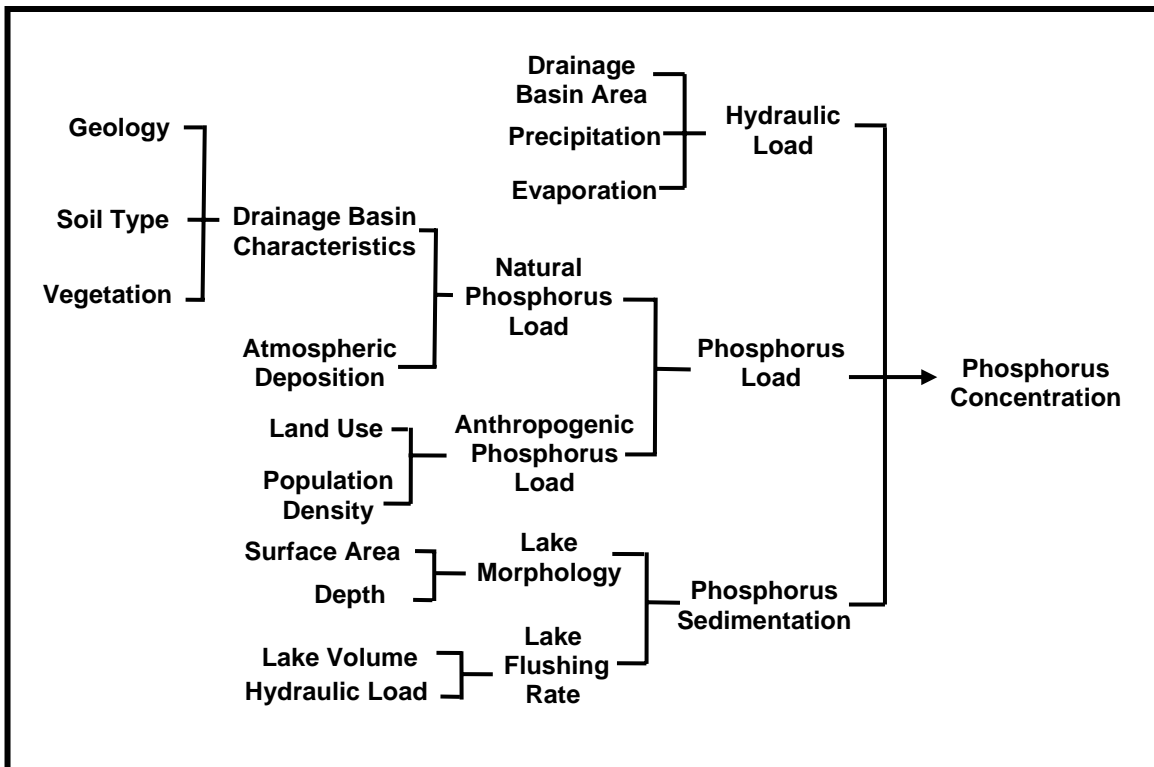 Drainage
Basin Area
Precipitation
Evaporation
Hydraulic
Load
Geology
Soil Type
Vegetation
Drainage Basin
Characteristics
Atmospheric
Deposition
Natural
Phosphorus
Load
Land Use
Population
Density
Anthropogenic
Phosphorus
Load
Phosphorus
Load
Surface Area
Depth
Lake
Morphology
Lake Volume
Hydraulic Load
Lake
Flushing
Rate
Phosphorus
Sedimentation
Phosphorus
Concentration